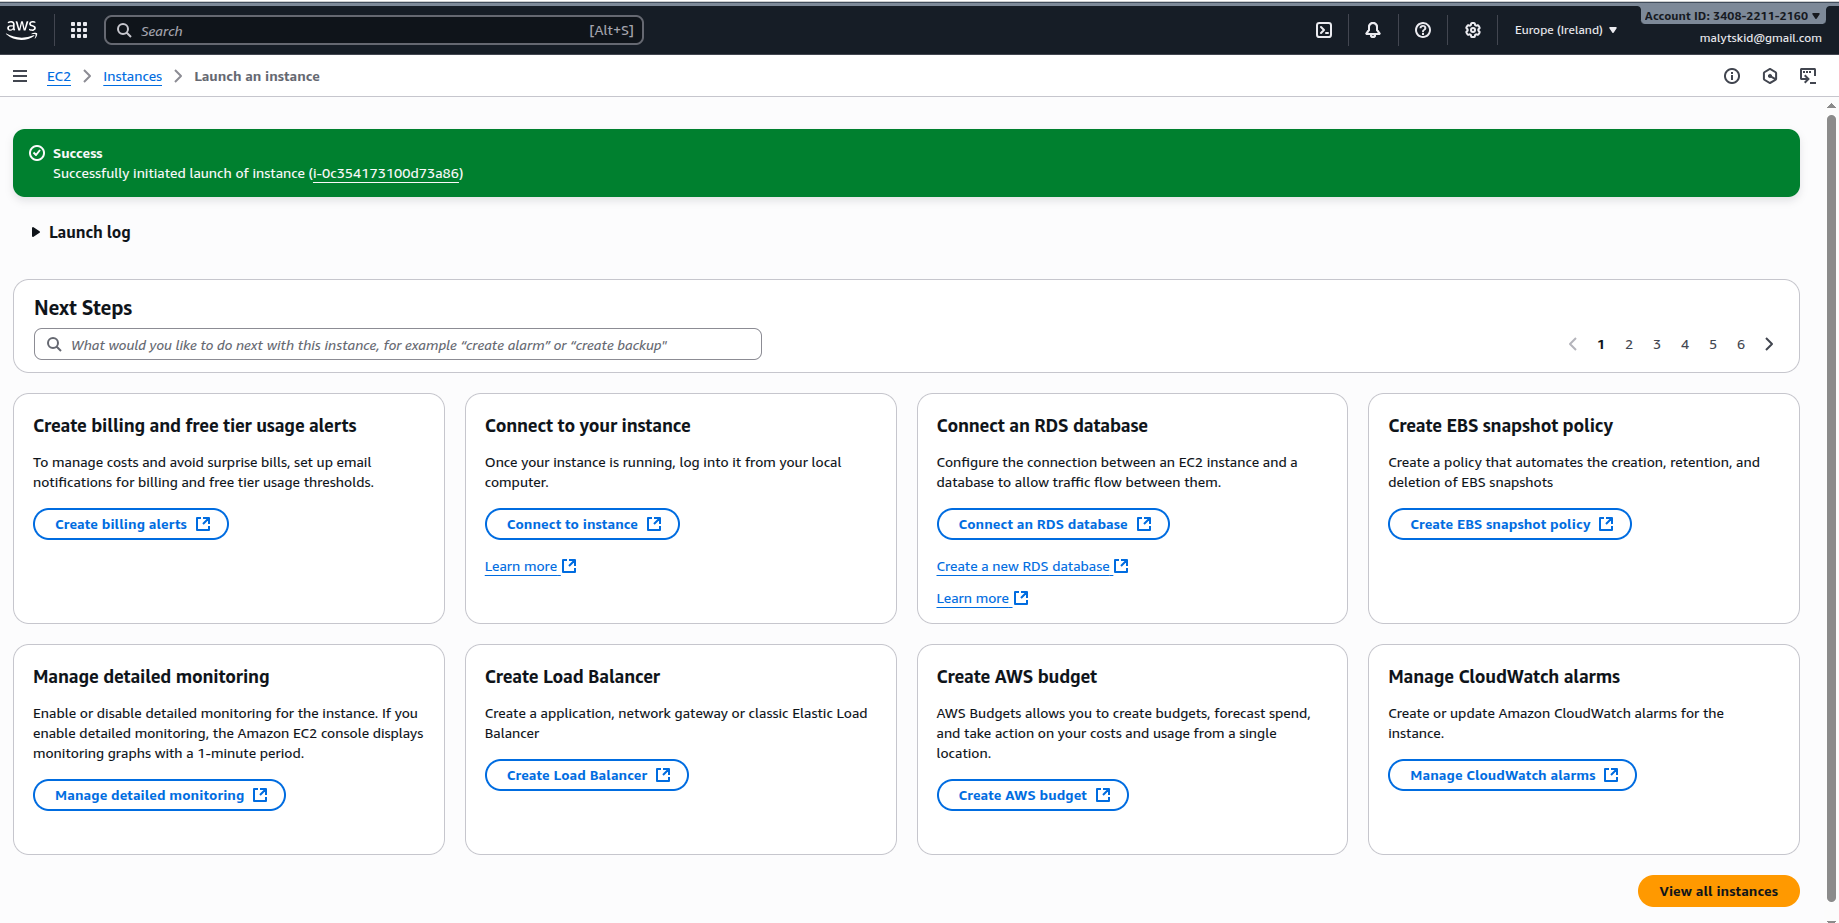 aws
Search
[Alt+S]
Europe (Ireland)
Account ID: 3408-2211-2160
malytskid@gmail.com
EC2
Instances
Launch an instance
Success
Successfully initiated launch of instance (i-0c354173100d73a86)
Launch log
Next Steps
What would you like to do next with this instance, for example “create alarm” or “create backup"
1 2 3 4 5 6
Create billing and free tier usage alerts
To manage costs and avoid surprise bills, set up email
notifications for billing and free tier usage thresholds.
Create billing alerts
Connect to your instance
Once your instance is running, log into it from your local
computer.
Connect to instance
Learn more
Connect an RDS database
Configure the connection between an EC2 instance and a
database to allow traffic flow between them.
Connect an RDS database
Create a new RDS database
Learn more
Create EBS snapshot policy
Create a policy that automates the creation, retention, and
deletion of EBS snapshots
Create EBS snapshot policy
Manage detailed monitoring
Enable or disable detailed monitoring for the instance. If you
enable detailed monitoring, the Amazon EC2 console displays
monitoring graphs with a 1-minute period.
Manage detailed monitoring
Create Load Balancer
Create a application, network gateway or classic Elastic Load
Balancer
Create Load Balancer
Create AWS budget
AWS Budgets allows you to create budgets, forecast spend,
and take action on your costs and usage from a single
location.
Create AWS budget
Manage CloudWatch alarms
Create or update Amazon CloudWatch alarms for the
instance.
Manage CloudWatch alarms
View all instances